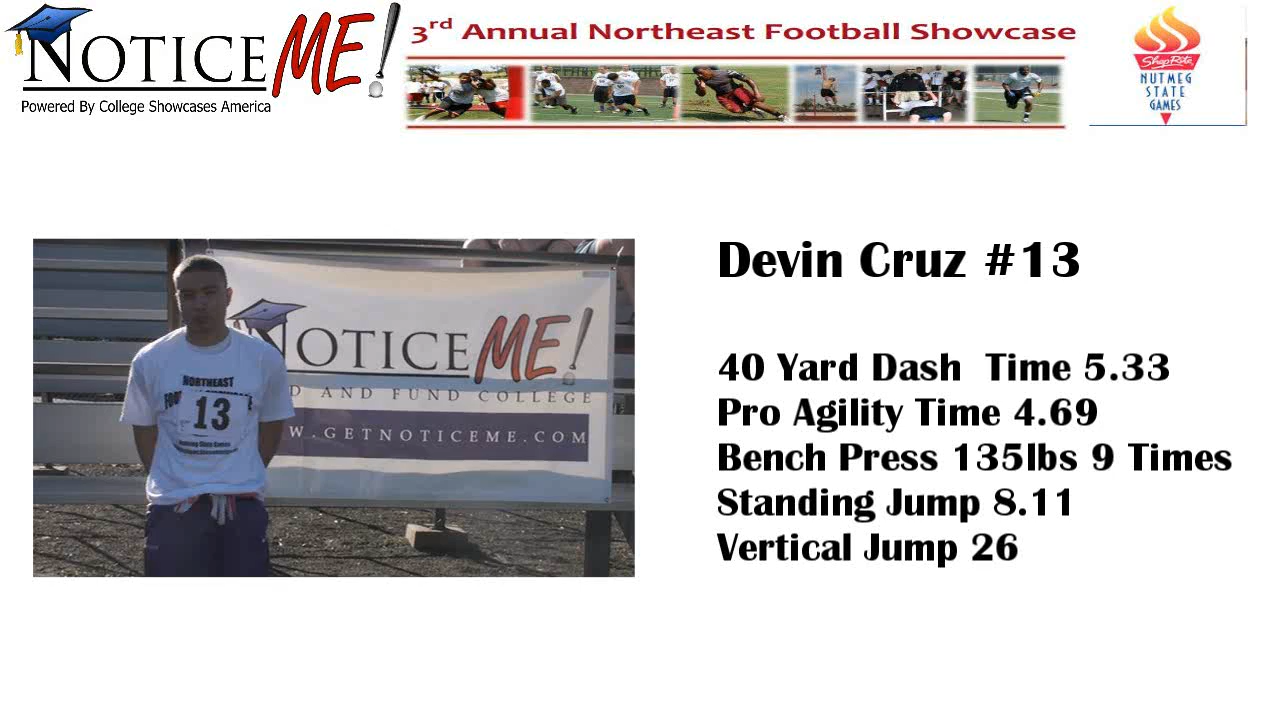 NOTICE ME!
Powered By College Showcases America
3rd Annual Northeast Football Showcase
ShopRite
NUTMEG
STATE
GAMES
Devin Cruz #13
40 Yard Dash  Time 5.33
Pro Agility Time 4.69
Bench Press 135lbs 9 Times
Standing Jump 8.11
Vertical Jump 26
NOTICE ME!
D AND FUND COLLEGE
W.GETNOTICEME.COM
NORTHEAST
13